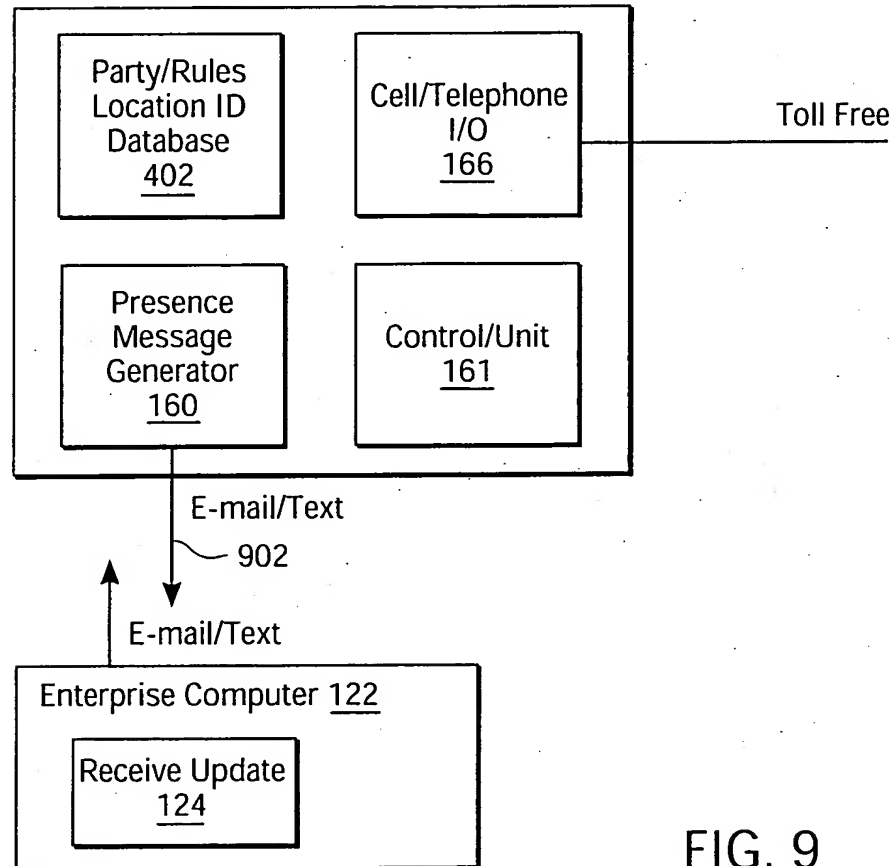 Party/Rules
Location ID
Database
402
Cell/Telephone
I/O
166
Toll Free
Presence
Message
Generator
160
Control/Unit
161
E-mail/Text
902
E-mail/Text
Enterprise Computer 122
Receive Update
124
FIG. 9